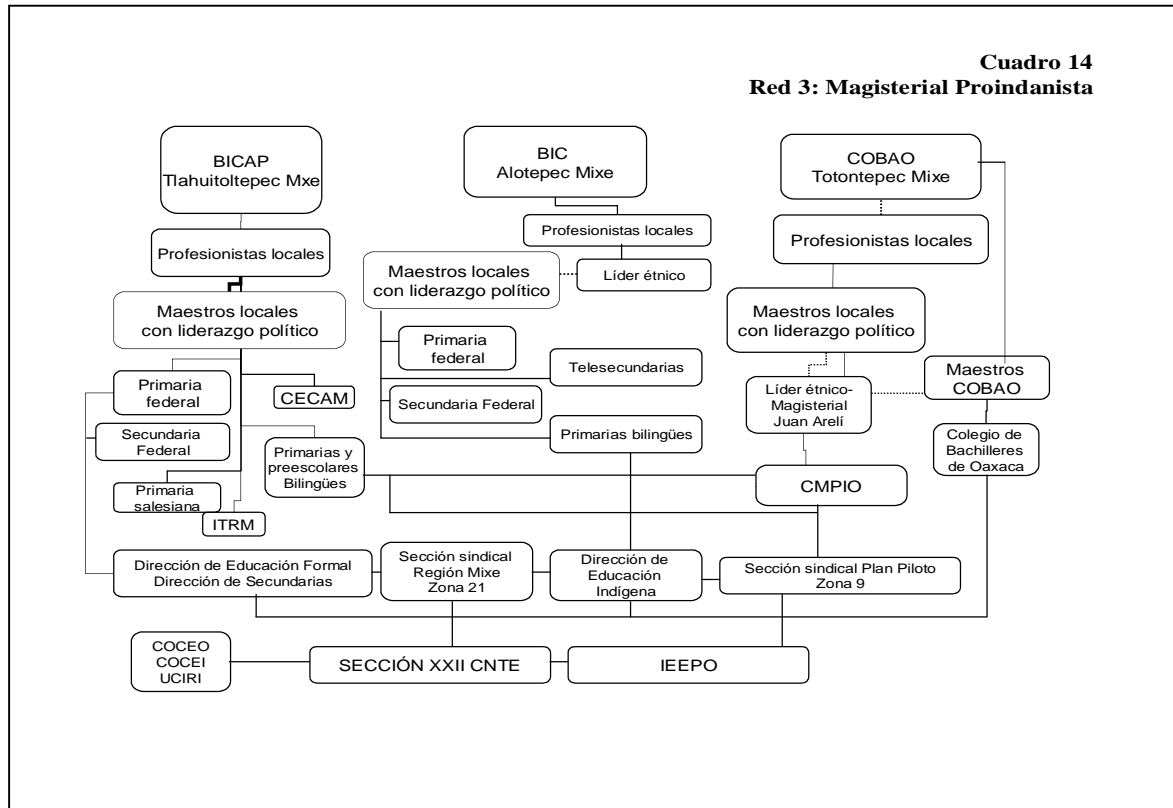 Cuadro 14
Red 3: Magisterial Proindanista
BICAP
Tlahuitoltepec Mxe
BIC
Alotepec Mixe
COBAO
Totontepec Mixe
Profesionistas locales
Profesionistas locales
Profesionistas locales
Maestros locales
con liderazgo político
Líder étnico
Maestros locales
con liderazgo político
Maestros locales
con liderazgo político
Primaria
federal
Telesecundarias
Maestros
COBAO
Primaria
federal
CECAM
Líder étnico-
Magisterial
Juan Arelí
Secundaria Federal
Secundaria
Federal
Primarias y
preescolares
Bilingües
Primarias bilingües
Colegio de
Bachilleres
de Oaxaca
Primaria
salesiana
ITRM
CMPIO
Dirección de Educación Formal
Dirección de Secundarias
Sección sindical
Región Mixe
Zona 21
Dirección de
Educación
Indígena
Sección sindical Plan Piloto
Zona 9
COCEO
COCEI
UCIRI
SECCIÓN XXII CNTE
IEEPO